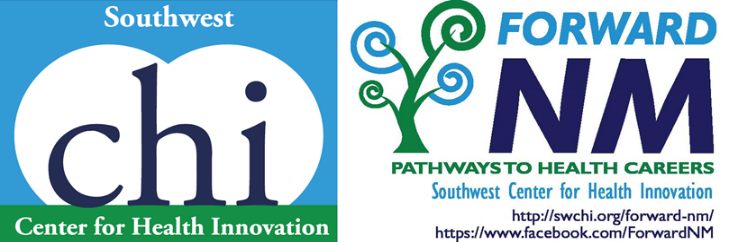 Southwest
chi
Center for Health Innovation
FORWARD
NM
PATHWAYS TO HEALTH CAREERS
Southwest Center for Health Innovation
http://swchi.org/forward-nm/
https://www.facebook.com/ForwardNM